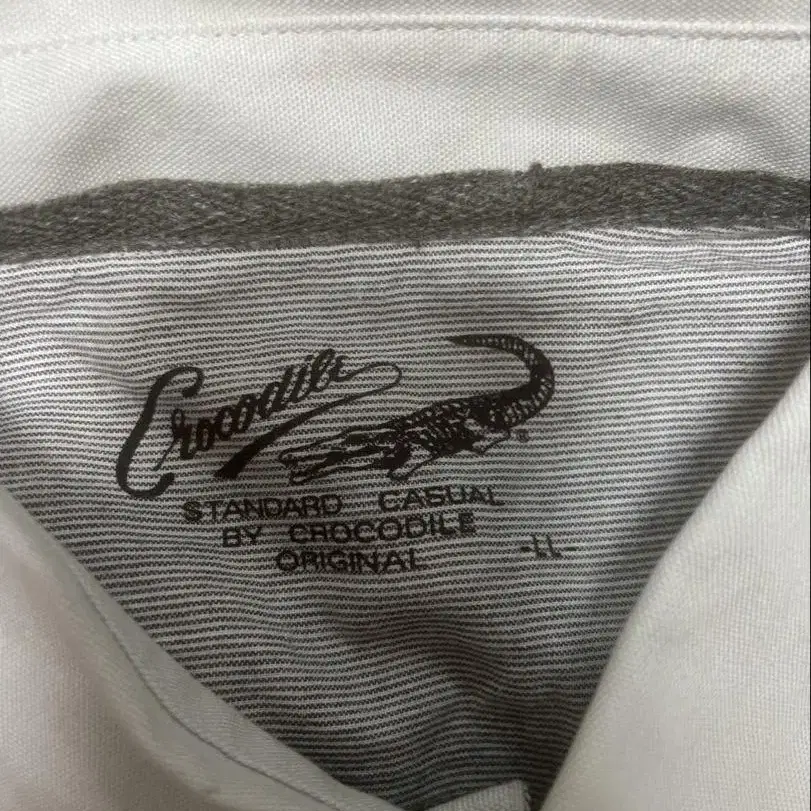 Crocodile
®
STANDARD CASUAL
BY CROCODILE
ORIGINAL
-LL-